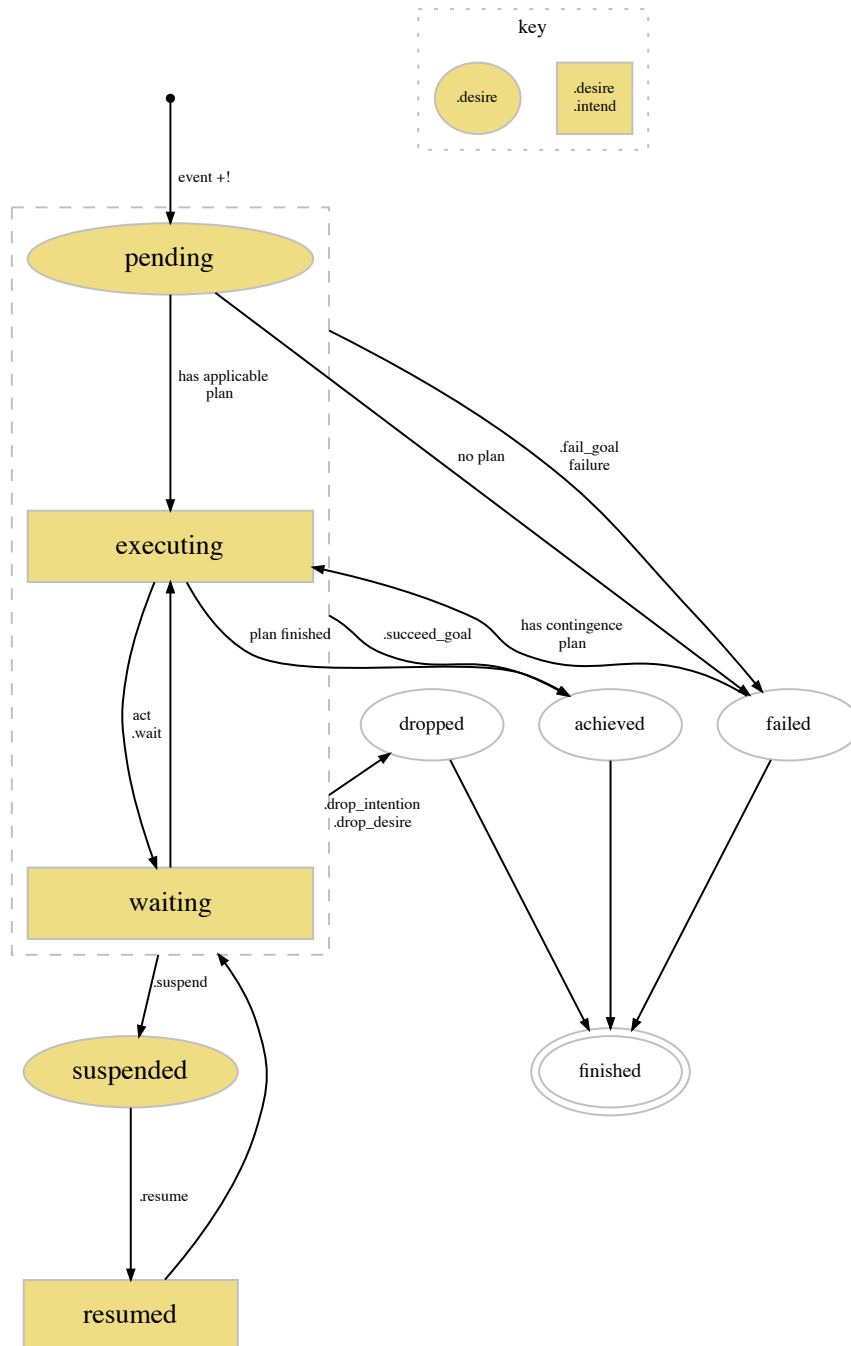 key
.desire
.desire
.intend
event +!
pending
has applicable
plan
no plan
.fail_goal
failure
executing
plan finished
.succeed_goal
has contingence
plan
act
.wait
dropped
achieved
failed
.drop_intention
.drop_desire
waiting
.suspend
suspended
finished
.resume
resumed